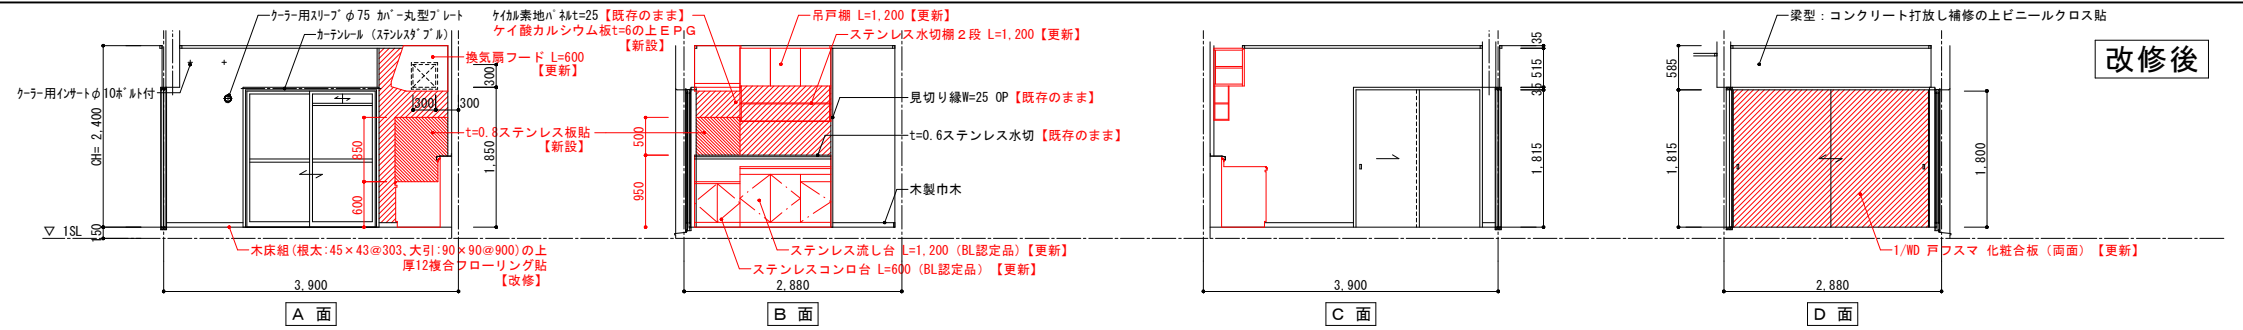 改修後
クーラー用スリーブφ75 カバー丸型プレート
カーテンレール（ステンレスダブル）
換気扇フード L=600
【更新】
クーラー用インサートφ10ボルト付
CH= 2,400
300
300
300
t=0.8ステンレス板貼
【新設】
850
600
1,850
▽ 1SL
150
木床組(根太:45×43@303、大引:90×90@900)の上
厚12複合フローリング貼
【改修】
3,900
A 面
ケイカル素地パネルt=25【既存のまま】
ケイ酸カルシウム板t=6の上ＥＰＧ
【新設】
吊戸棚 L=1,200【更新】
ステンレス水切棚２段 L=1,200【更新】
見切り縁W=25 OP【既存のまま】
t=0.6ステンレス水切【既存のまま】
500
950
木製巾木
ステンレス流し台 L=1,200（BL認定品）【更新】
ステンレスコンロ台 L=600（BL認定品）【更新】
2,880
B 面
35
515
35
1,815
3,900
C 面
梁型：コンクリート打放し補修の上ビニールクロス貼
585
1,815
1,800
1/WD 戸フスマ 化粧合板（両面）【更新】
2,880
D 面